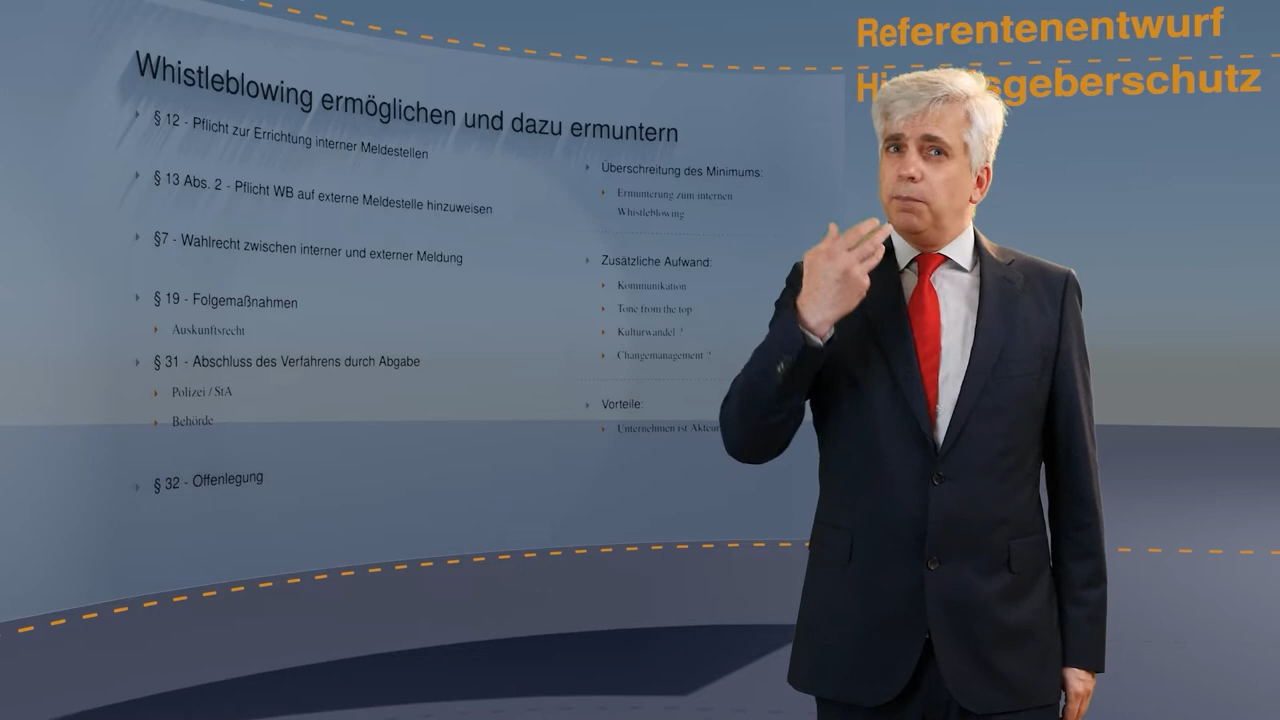 Referentenentwurf
Hi sgeberschutz
Whistleblowing ermöglichen und dazu ermuntern
§ 12 - Pflicht zur Errichtung interner Meldestellen
§ 13 Abs. 2 - Pflicht WB auf externe Meldestelle hinzuweisen
§7 - Wahlrecht zwischen interner und externer Meldung
§ 19 - Folgemaßnahmen
Auskunftsrecht
§ 31 - Abschluss des Verfahrens durch Abgabe
Polizei / StA
Behörde
§ 32 - Offenlegung
Überschreitung des Minimums:
Ermunterung zum internen
Whistleblowing
Zusätzliche Aufwand:
Kommunikation
Tone from the top
Kulturwandel !
Changemanagement ?
Vorteile:
Unternehmen ist Akteur